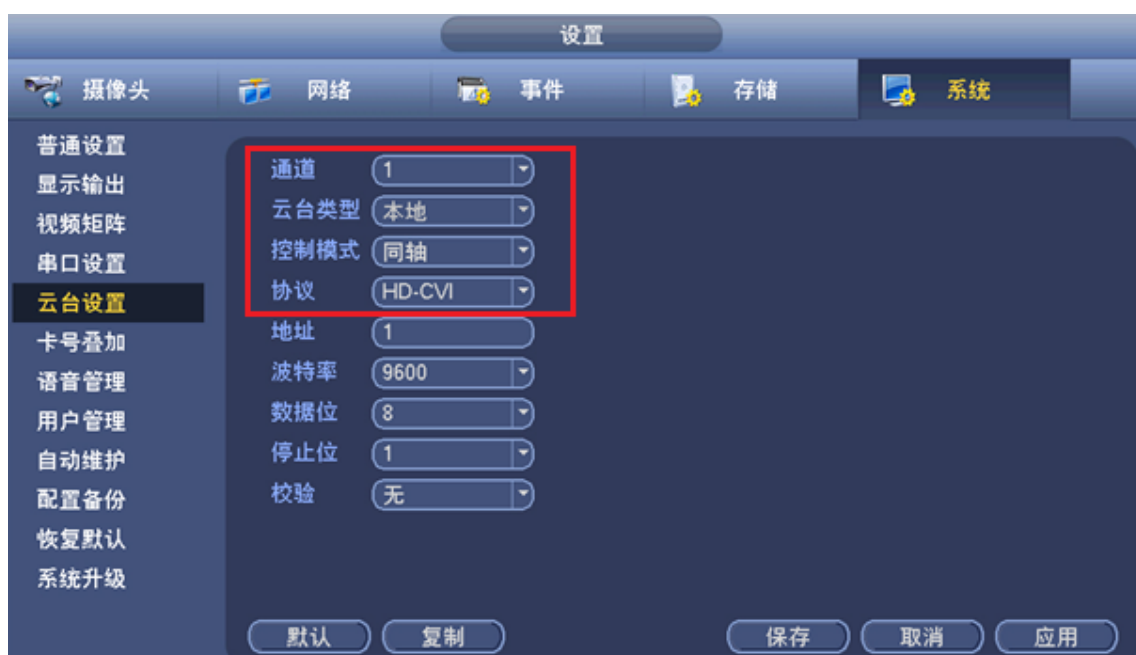 设置
摄像头 网络 事件 存储 系统
普通设置
显示输出
视频矩阵
串口设置
云台设置
卡号叠加
语音管理
用户管理
自动维护
配置备份
恢复默认
系统升级
通道 1
云台类型 本地
控制模式 同轴
协议 HD-CVI
地址 1
波特率 9600
数据位 8
停止位 1
校验 无
默认 复制 保存 取消 应用